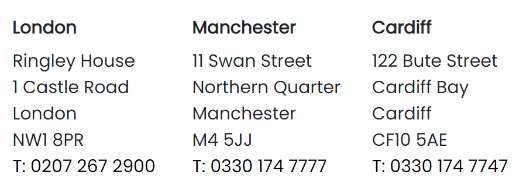 London
Ringley House
1 Castle Road
London
NW1 8PR
T: 0207 267 2900
Manchester
11 Swan Street
Northern Quarter
Manchester
M4 5JJ
T: 0330 174 7777
Cardiff
122 Bute Street
Cardiff Bay
Cardiff
CF10 5AE
T: 0330 174 7747